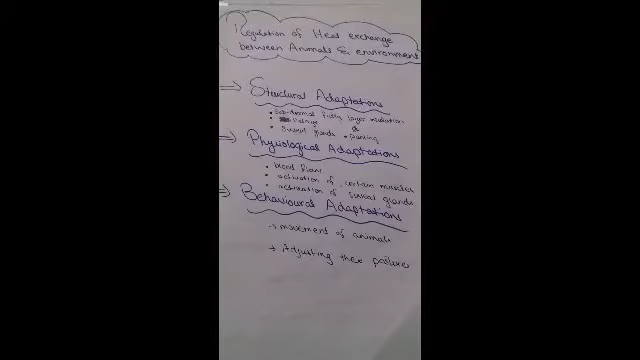 Regulation of Heat exchange
between Animals & environment
⇒ Structural Adaptations
• Sub-dermal fatty layer insulation
• Pelage
• Sweat glands • Panting
⇒ Physiological Adaptations
• blood flow
• activation of certain muscles
• activation of sweat glands
⇒ Behavioural Adaptations
→ movement of animals
→ Adjusting their